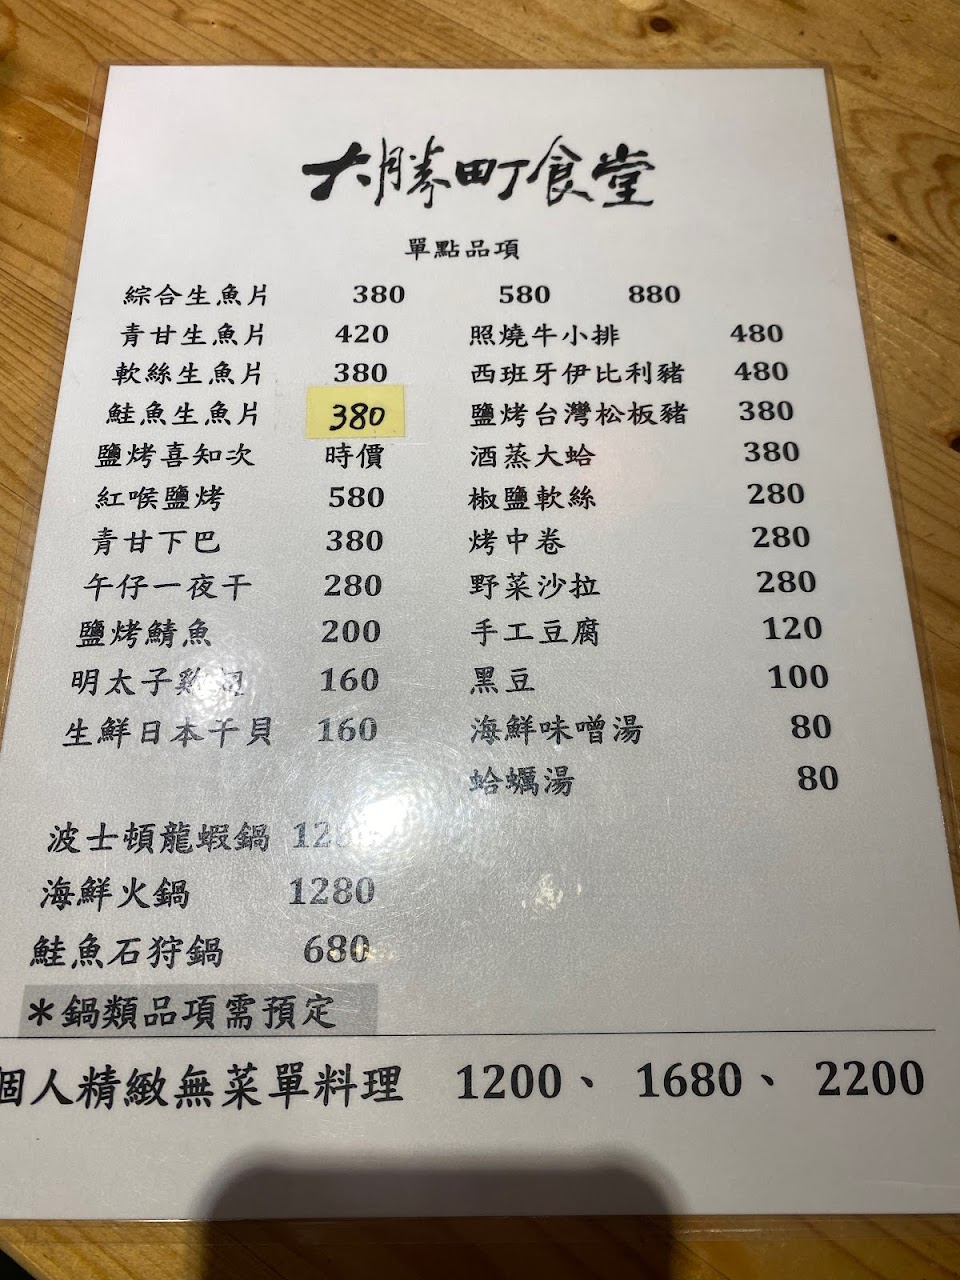 大勝町食堂
單點品項
綜合生魚片 380 580 880
青甘生魚片 420 照燒牛小排 480
軟絲生魚片 380 西班牙伊比利豬 480
鮭魚生魚片 380 鹽烤台灣松板豬 380
鹽烤喜知次 時價 酒蒸大蛤 380
紅喉鹽烤 580 椒鹽軟絲 280
青甘下巴 380 烤中卷 280
午仔一夜干 280 野菜沙拉 280
鹽烤鯖魚 200 手工豆腐 120
明太子雞翅 160 黑豆 100
生鮮日本干貝 160 海鮮味噌湯 80
蛤蠣湯 80
波士頓龍蝦鍋
海鮮火鍋 1280
鮭魚石狩鍋 680
＊鍋類品項需預定
個人精緻無菜單料理 1200、1680、2200